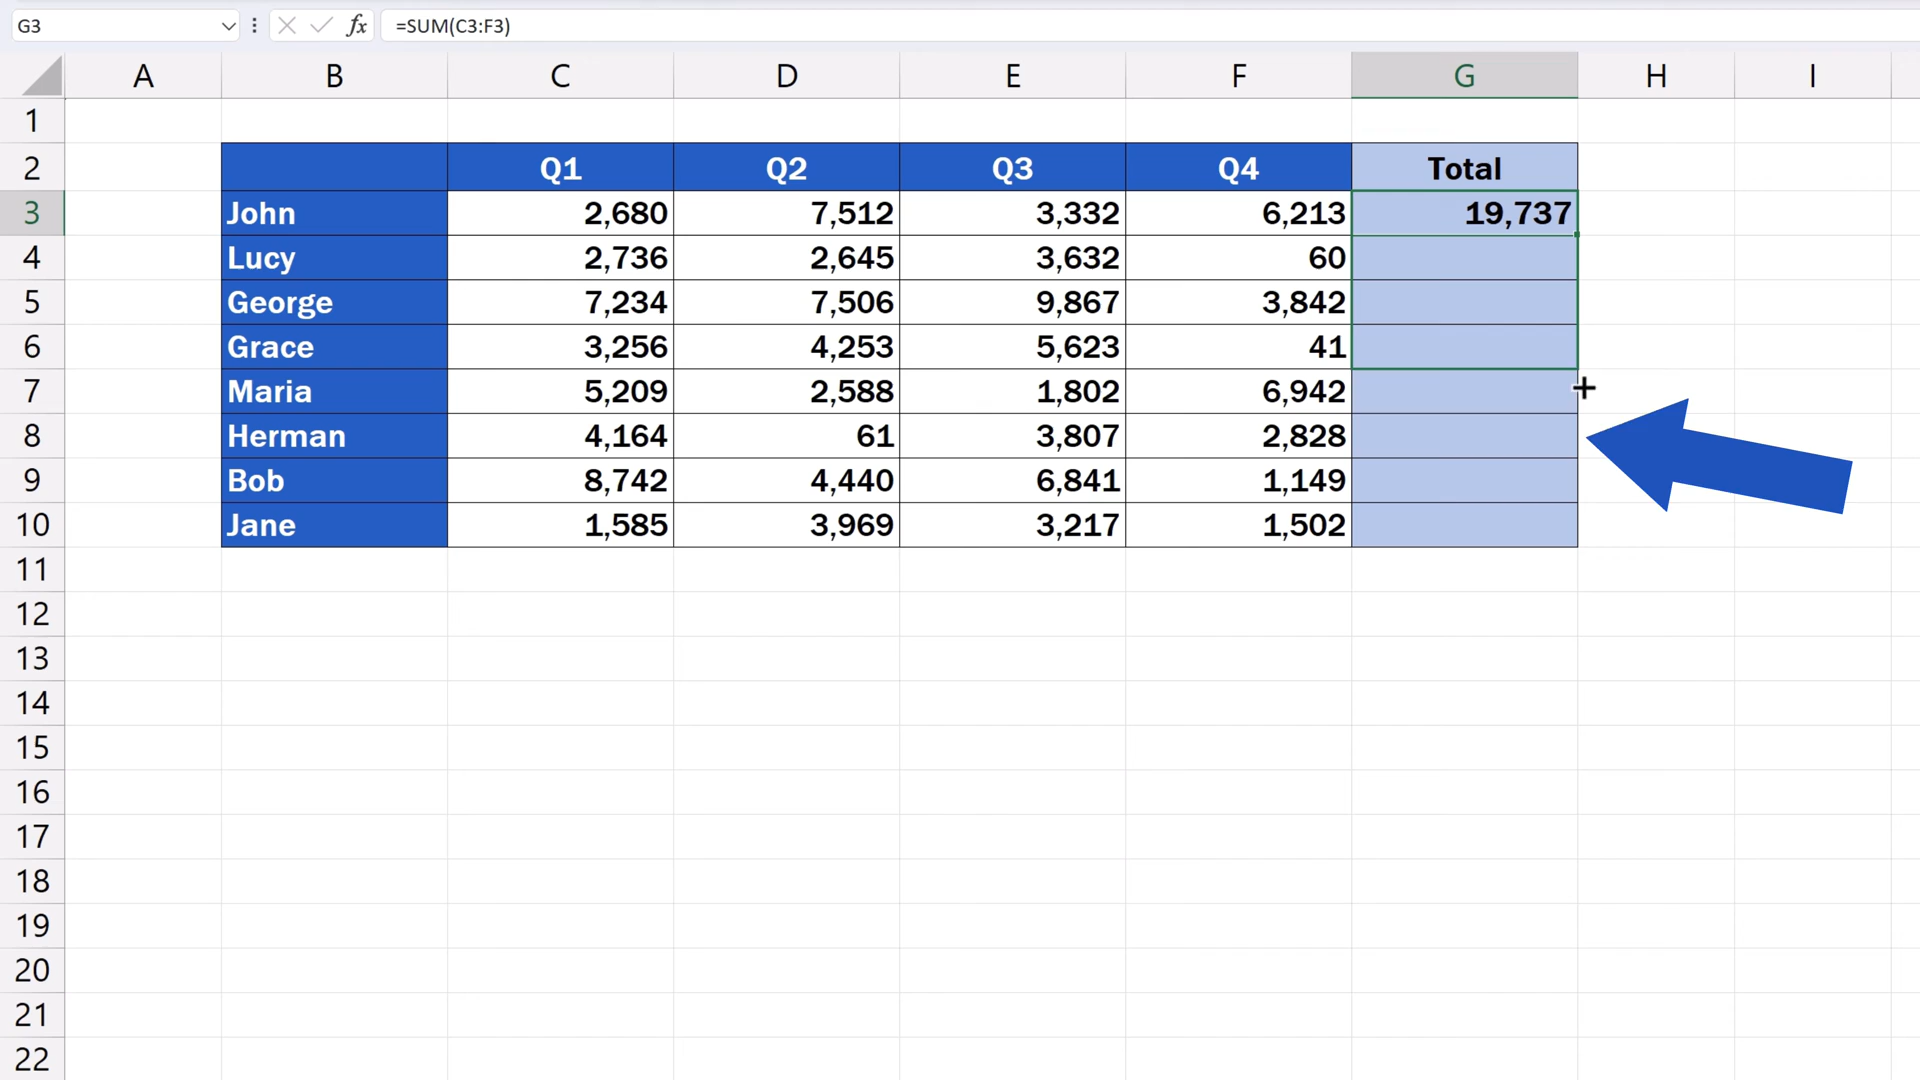 G3 fx =SUM(C3:F3)
A B C D E F G H I
1
2 Q1 Q2 Q3 Q4 Total
3 John 2,680 7,512 3,332 6,213 19,737
4 Lucy 2,736 2,645 3,632 60
5 George 7,234 7,506 9,867 3,842
6 Grace 3,256 4,253 5,623 41
7 Maria 5,209 2,588 1,802 6,942
8 Herman 4,164 61 3,807 2,828
9 Bob 8,742 4,440 6,841 1,149
10 Jane 1,585 3,969 3,217 1,502
11
12
13
14
15
16
17
18
19
20
21
22